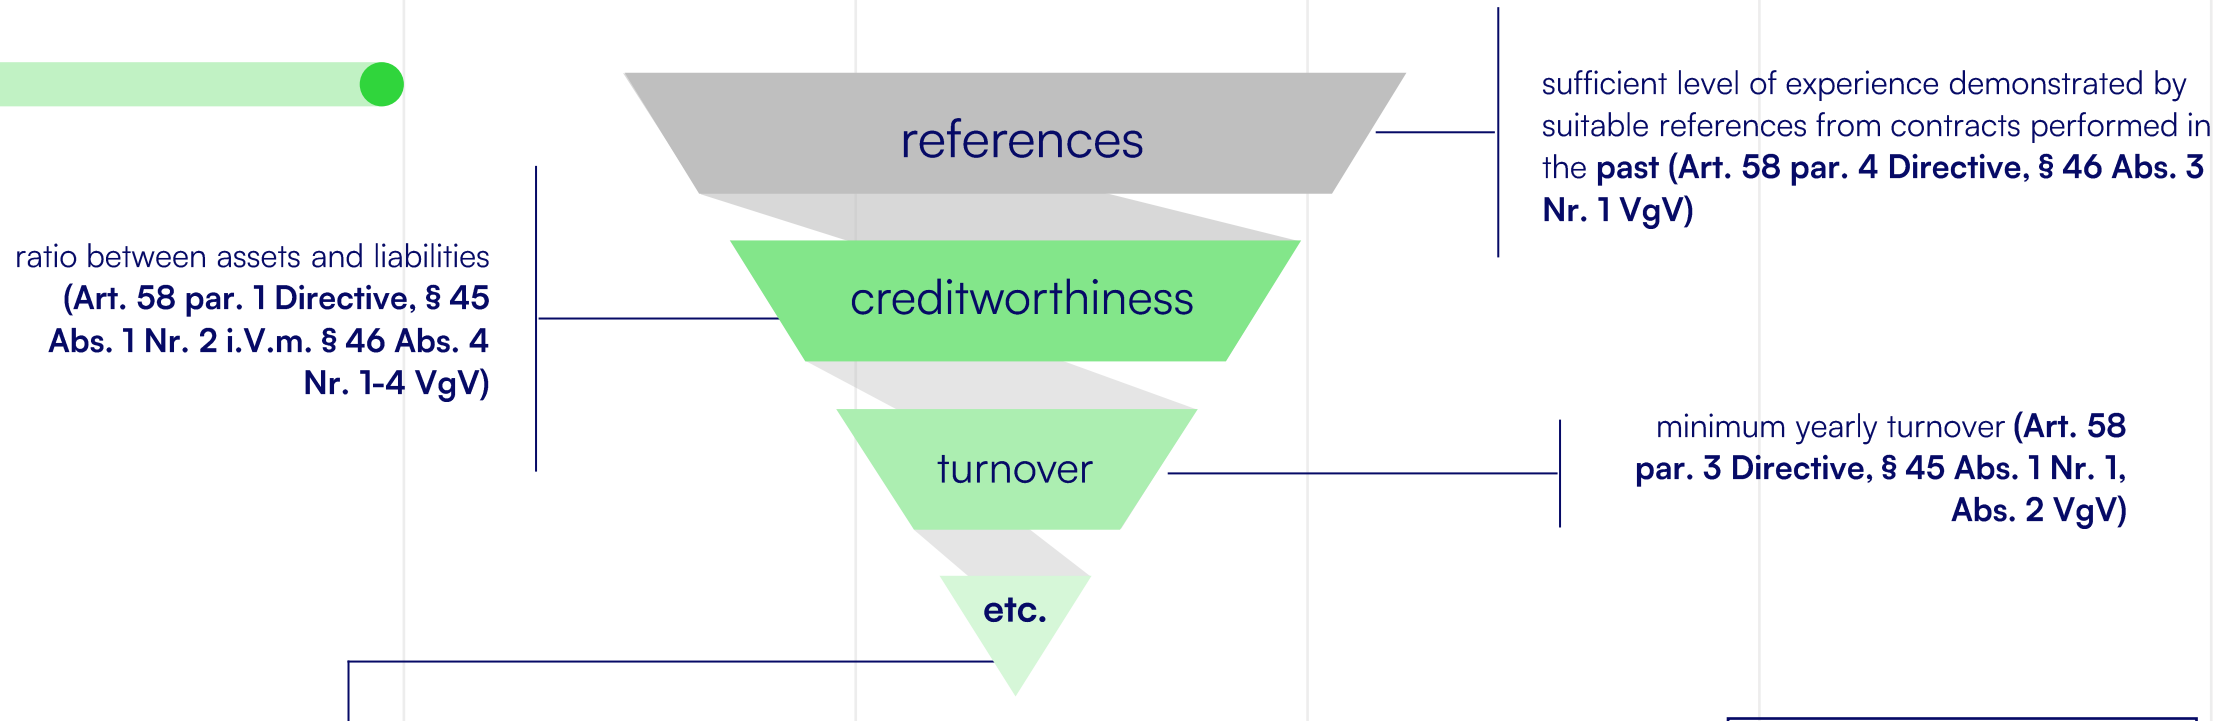 references
sufficient level of experience demonstrated by
suitable references from contracts performed in
the past (Art. 58 par. 4 Directive, § 46 Abs. 3
Nr. 1 VgV)
ratio between assets and liabilities
(Art. 58 par. 1 Directive, § 45
Abs. 1 Nr. 2 i.V.m. § 46 Abs. 4
Nr. 1-4 VgV)
creditworthiness
turnover
minimum yearly turnover (Art. 58
par. 3 Directive, § 45 Abs. 1 Nr. 1,
Abs. 2 VgV)
etc.